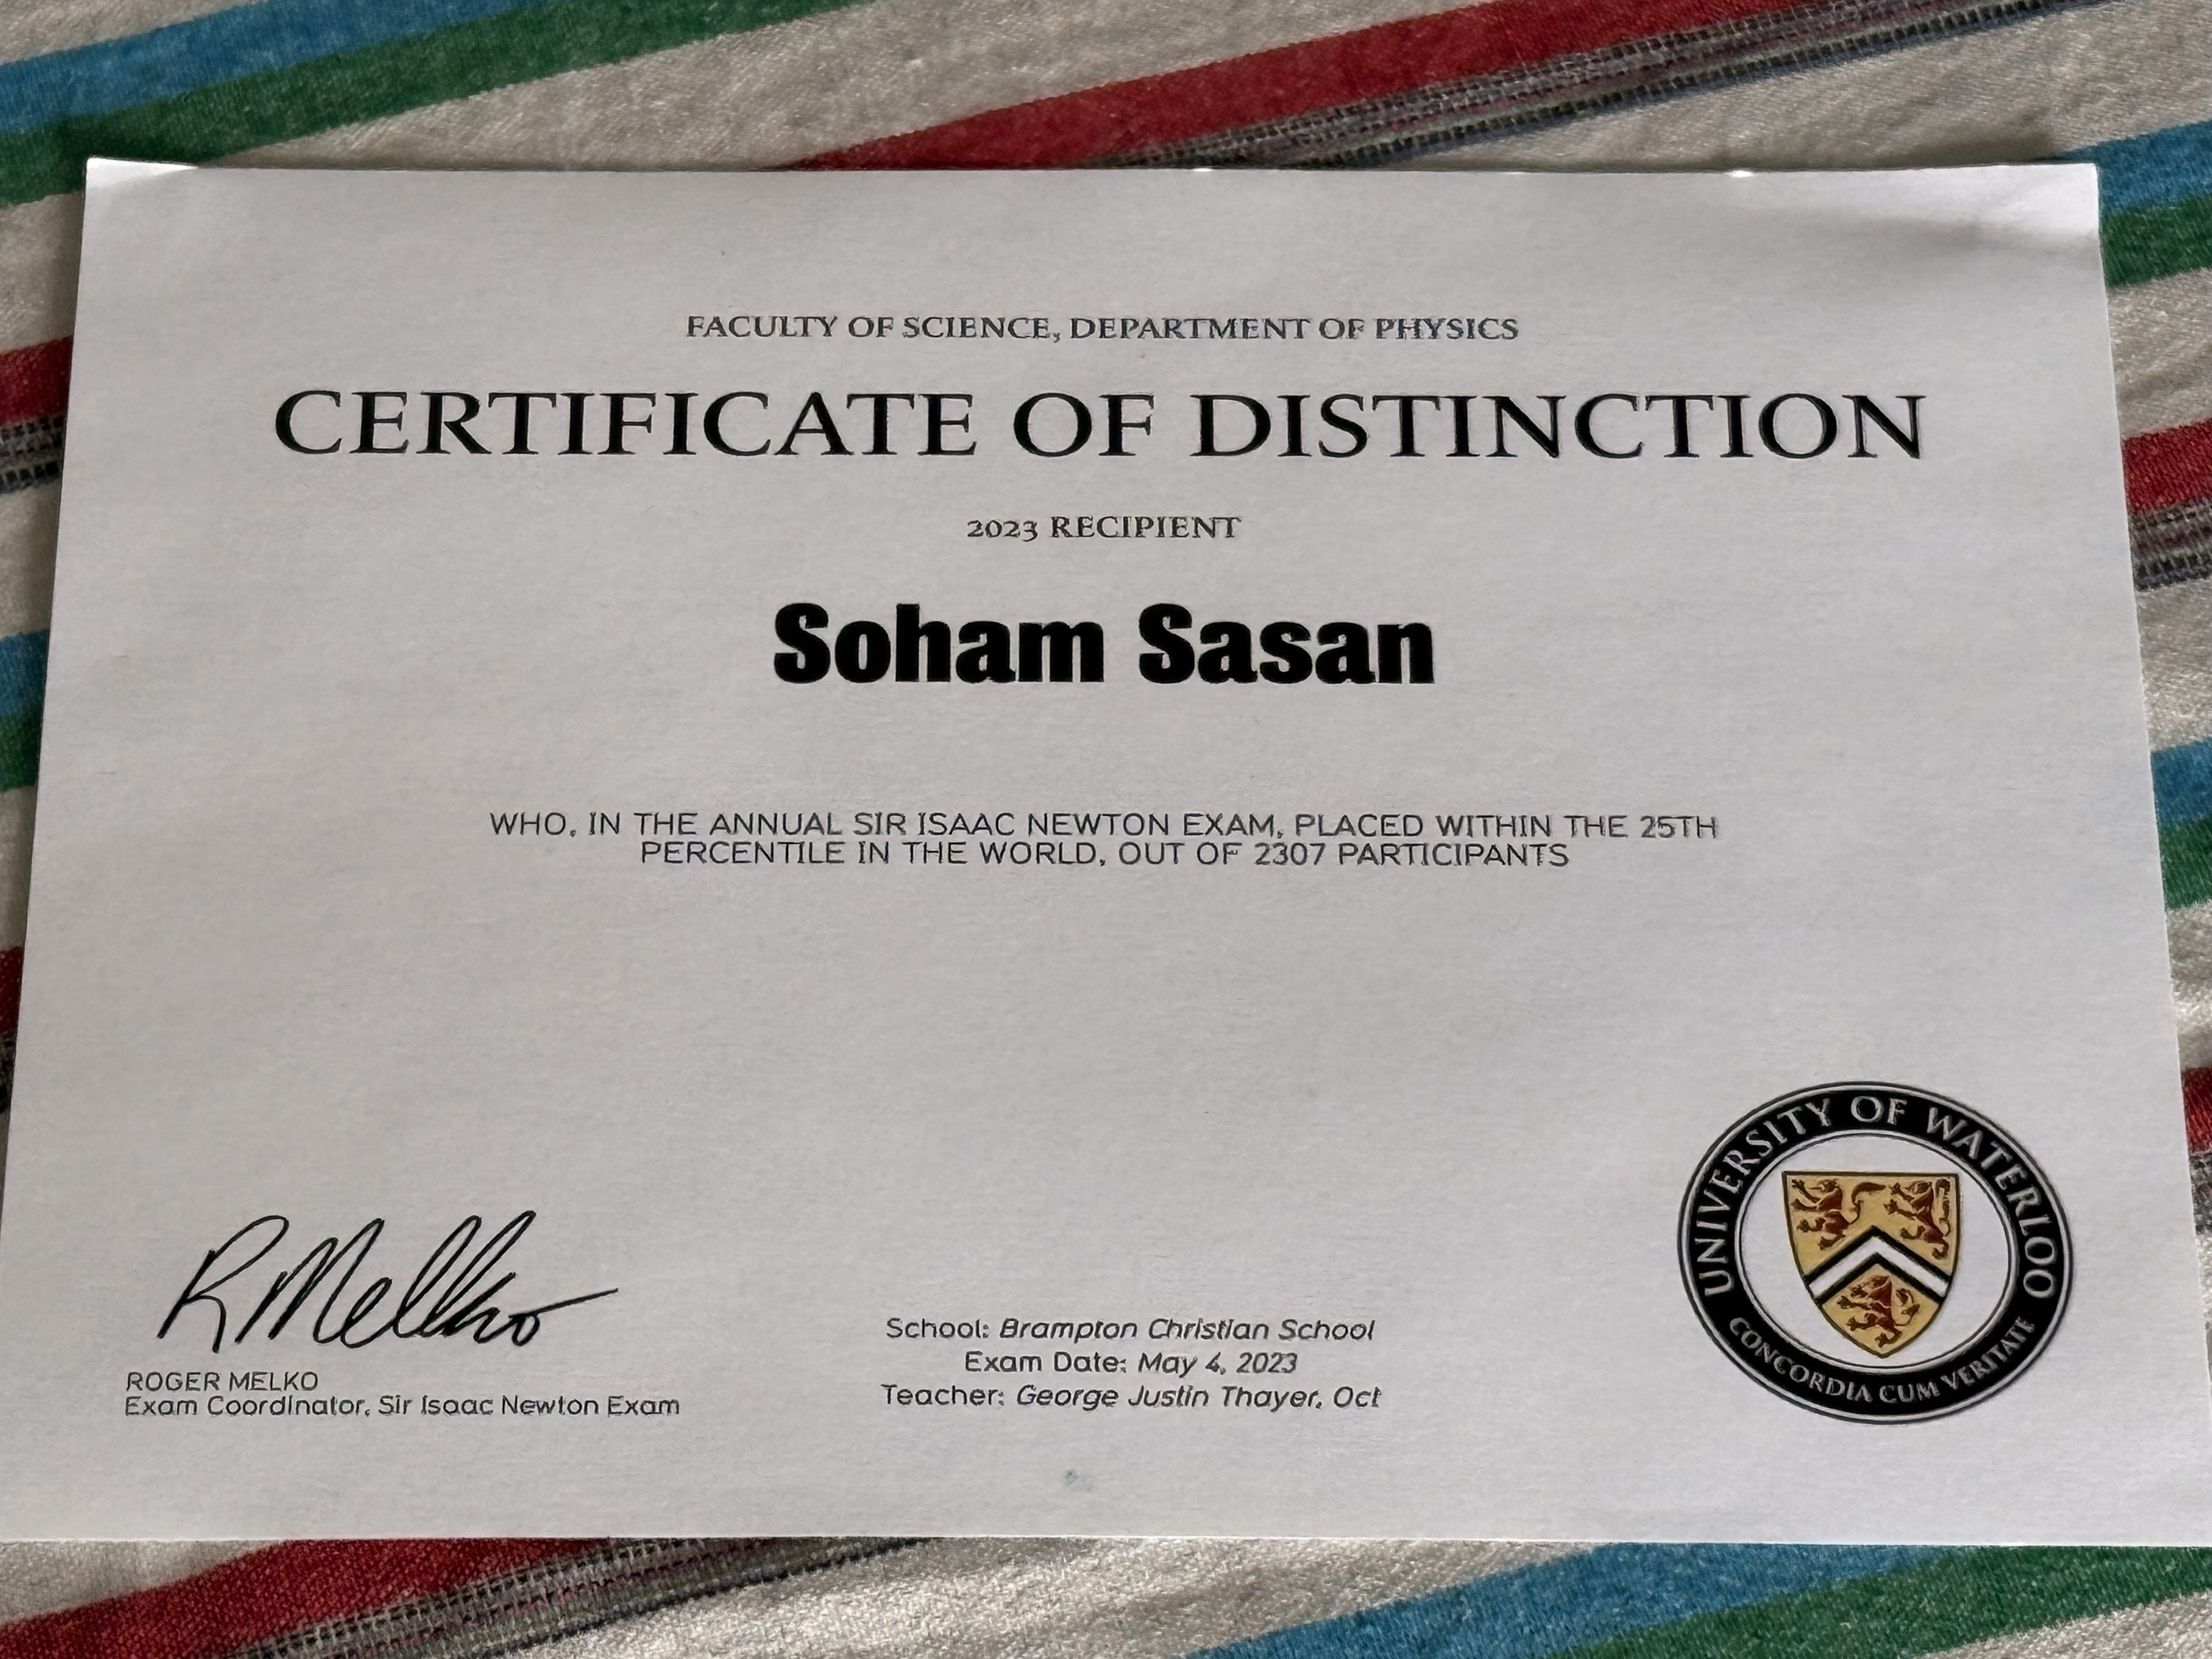 FACULTY OF SCIENCE, DEPARTMENT OF PHYSICS
CERTIFICATE OF DISTINCTION
2023 RECIPIENT
Soham Sasan
WHO, IN THE ANNUAL SIR ISAAC NEWTON EXAM, PLACED WITHIN THE 25TH
PERCENTILE IN THE WORLD, OUT OF 2307 PARTICIPANTS
R Melko
ROGER MELKO
Exam Coordinator, Sir Isaac Newton Exam
School: Brampton Christian School
Exam Date: May 4, 2023
Teacher: George Justin Thayer, Oct
UNIVERSITY OF WATERLOO
CONCORDIA CUM VERITATE